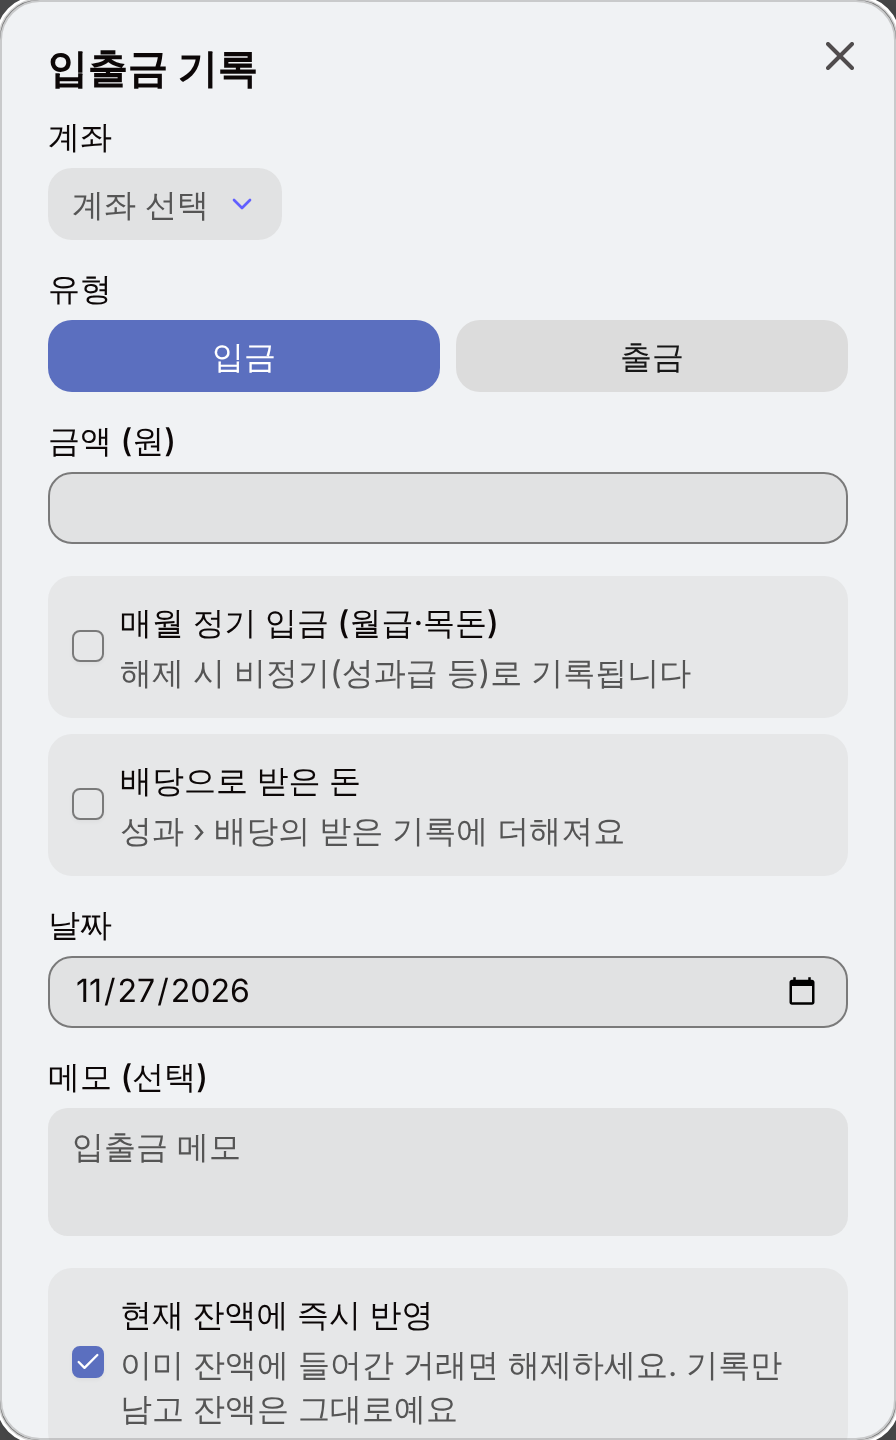 입출금 기록
계좌
계좌 선택
유형
입금
출금
금액 (원)
매월 정기 입금 (월급·목돈)
해제 시 비정기(성과급 등)로 기록됩니다
배당으로 받은 돈
성과 › 배당의 받은 기록에 더해져요
날짜
11/27/2026
메모 (선택)
입출금 메모
현재 잔액에 즉시 반영
이미 잔액에 들어간 거래면 해제하세요. 기록만
남고 잔액은 그대로예요